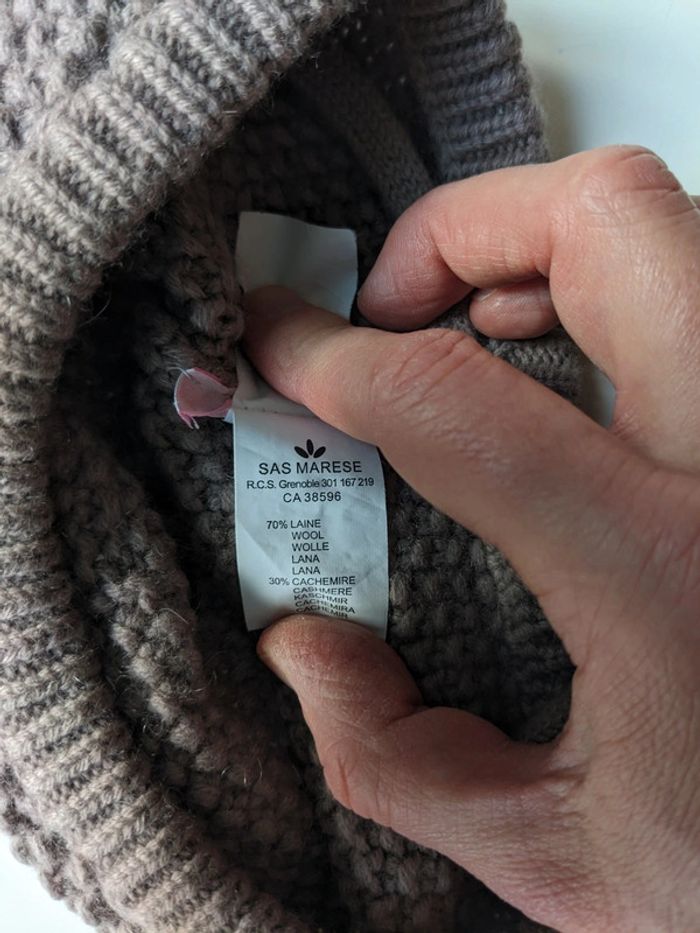 SAS MARESE
R.C.S. Grenoble 301 167 219
CA 38596
70% LAINE
WOOL
WOLLE
LANA
LANA
30% CACHEMIRE
CASHMERE
KASCHMIR
CACHEMIRA
CACHEMIR